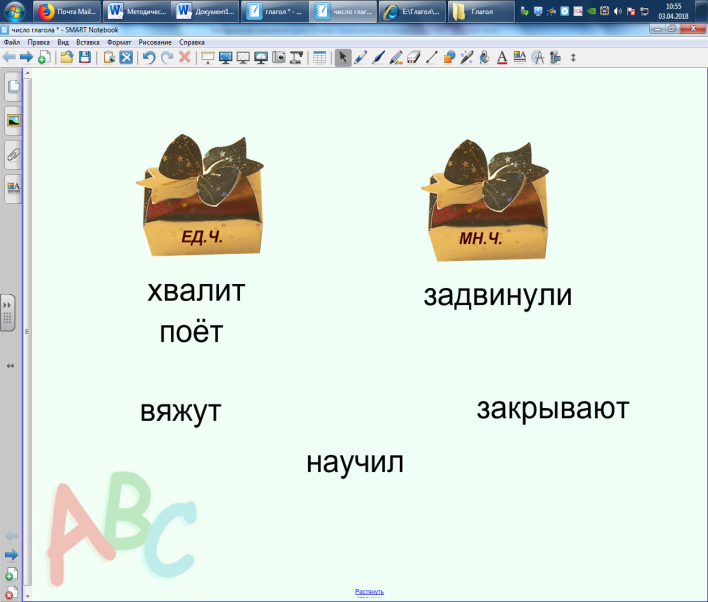 Почта Mail...
Методичес...
Документ1...
глагол * - ...
число глаг...
E:\Глагол\...
Глагол
10:55
03.04.2018
число глагола * - SMART Notebook
Файл Правка Вид Вставка Формат Рисование Справка
ЕД.Ч. МН.Ч.
хвалит
задвинули
поёт
вяжут
закрывают
научил
ABC
Растянуть